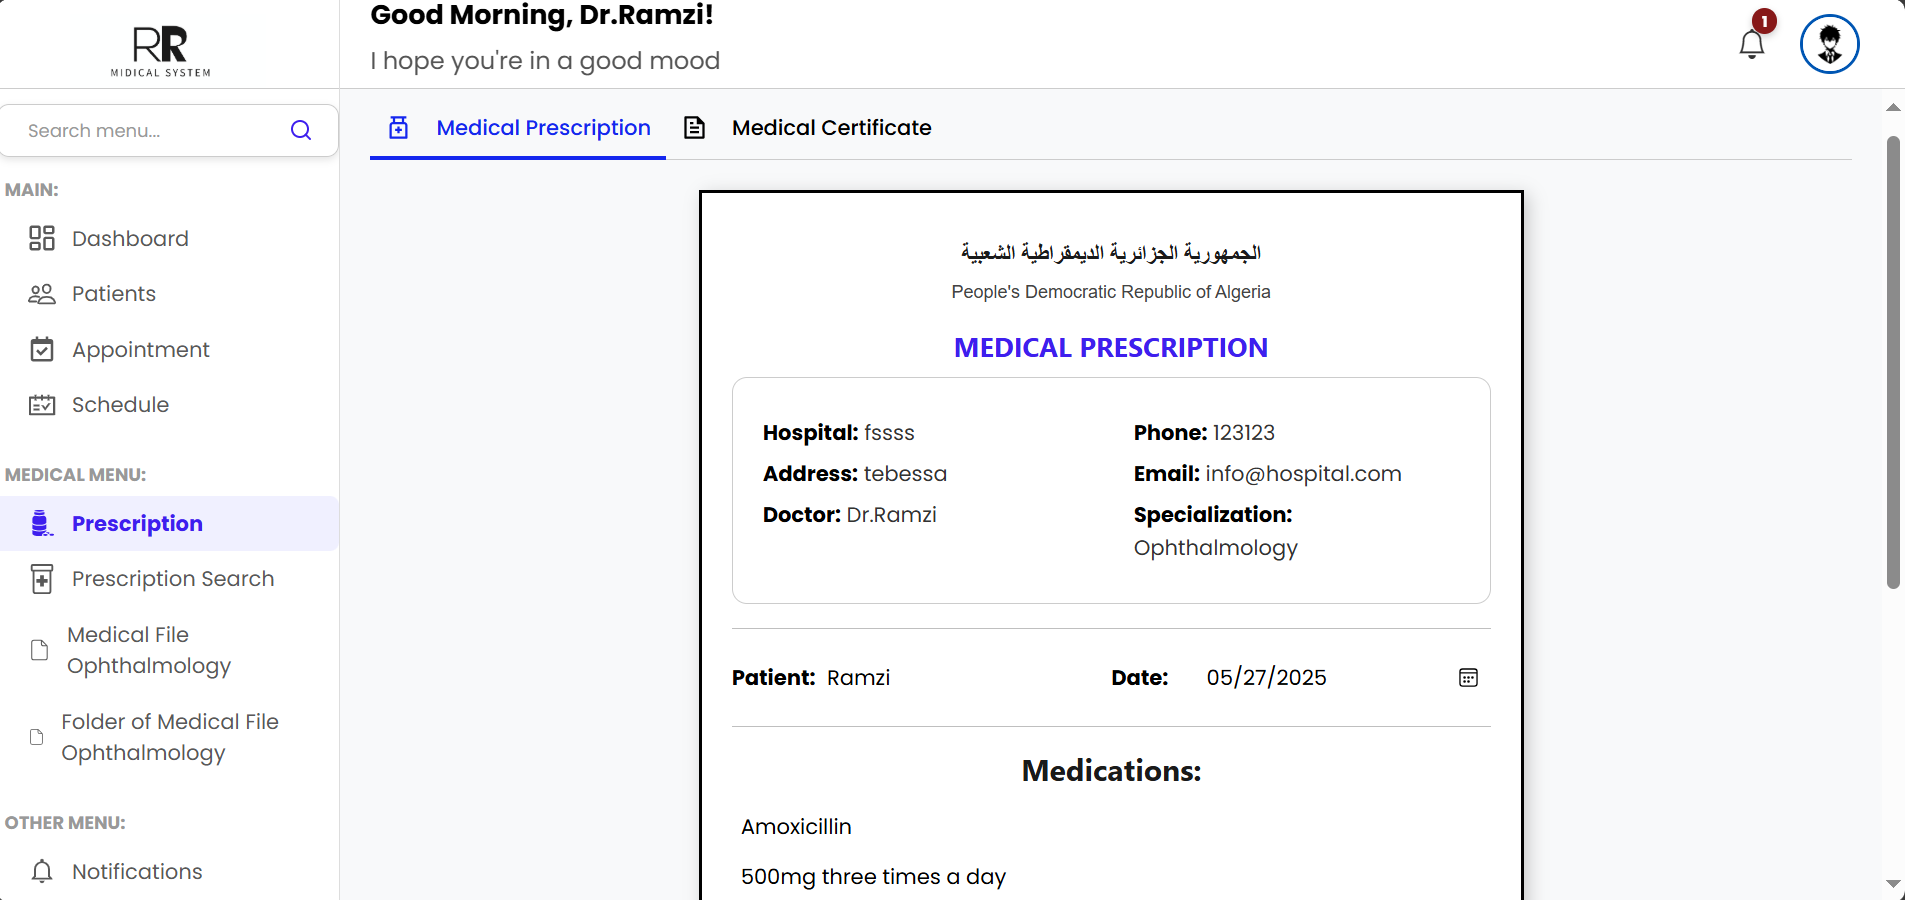 RR
MIDICAL SYSTEM
Good Morning, Dr.Ramzi!
I hope you're in a good mood
1
Search menu...
MAIN:
Dashboard
Patients
Appointment
Schedule
MEDICAL MENU:
Prescription
Prescription Search
Medical File
Ophthalmology
Folder of Medical File
Ophthalmology
OTHER MENU:
Notifications
Medical Prescription
Medical Certificate
الجمهورية الجزائرية الديمقراطية الشعبية
People's Democratic Republic of Algeria
MEDICAL PRESCRIPTION
Hospital: fssss
Address: tebessa
Doctor: Dr.Ramzi
Phone: 123123
Email: info@hospital.com
Specialization:
Ophthalmology
Patient: Ramzi
Date: 05/27/2025
Medications:
Amoxicillin
500mg three times a day